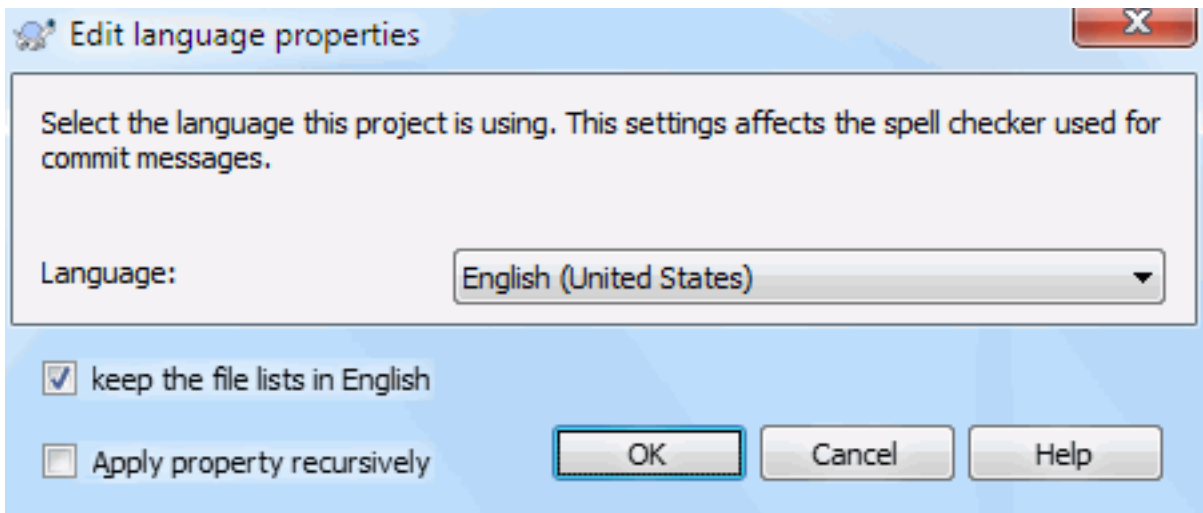 Edit language properties
Select the language this project is using. This settings affects the spell checker used for
commit messages.
Language: English (United States)
keep the file lists in English
Apply property recursively OK Cancel Help